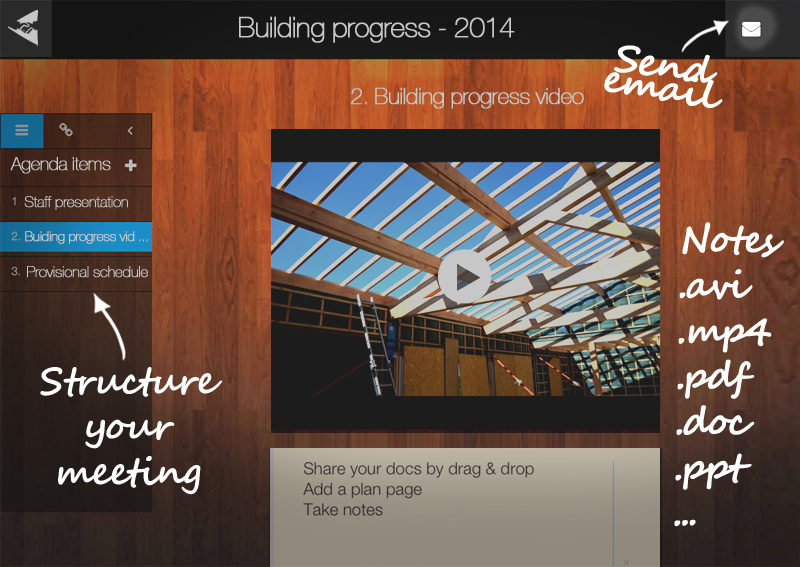 Building progress - 2014
Send
email
2. Building progress video
Agenda items
1 Staff presentation
2. Buiding progress vid ...
3. Provisional schedule
Structure
your
meeting
Notes
.avi
.mp4
.pdf
.doc
.ppt
...
Share your docs by drag & drop
Add a plan page
Take notes